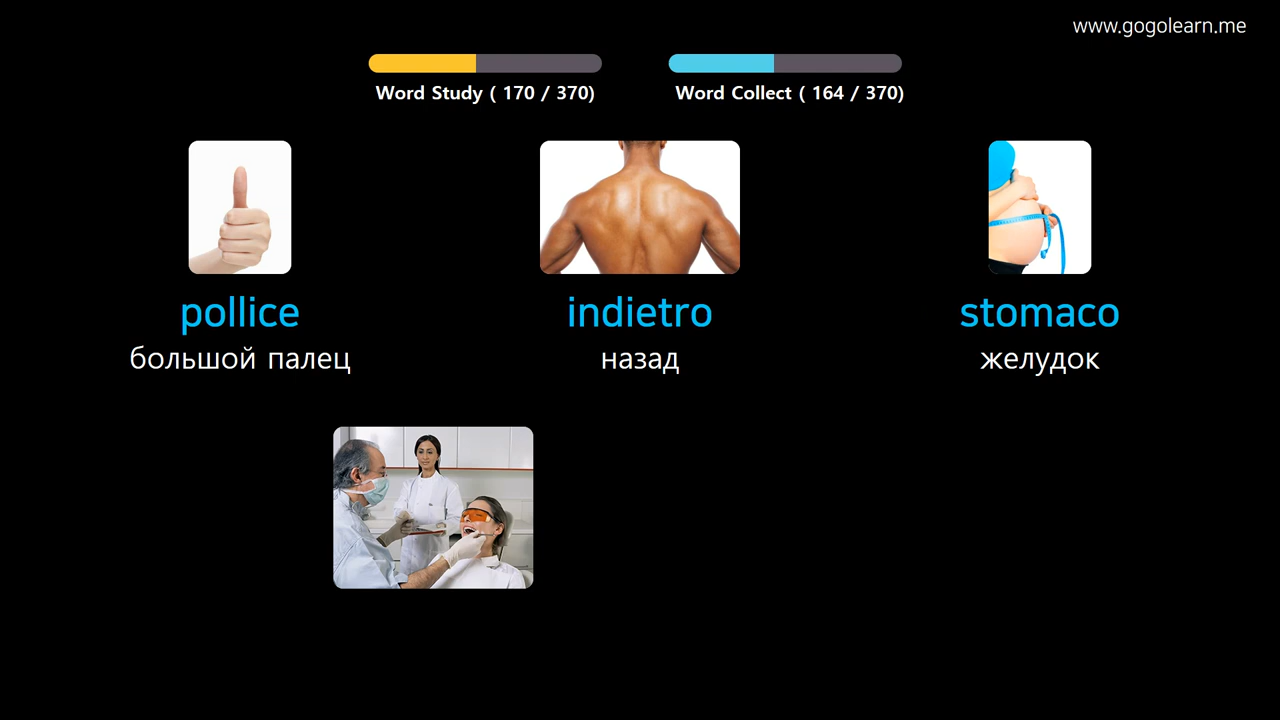 www.gogolearn.me
Word Study ( 170 / 370)
Word Collect ( 164 / 370)
pollice
indietro
stomaco
большой палец
назад
желудок